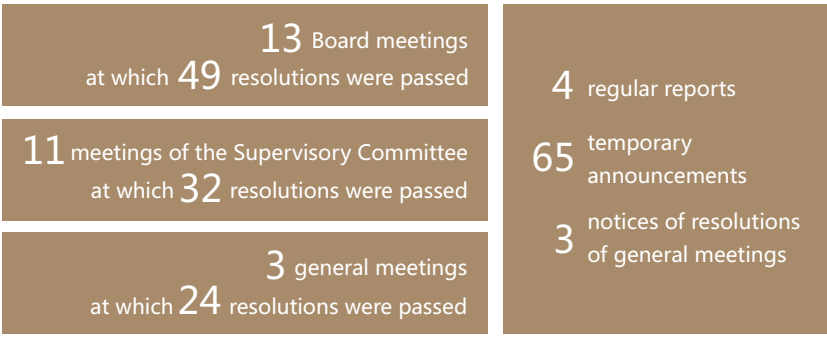 13 Board meetings
at which 49 resolutions were passed
11 meetings of the Supervisory Committee
at which 32 resolutions were passed
3 general meetings
at which 24 resolutions were passed
4 regular reports
65 temporary
announcements
3 notices of resolutions
of general meetings